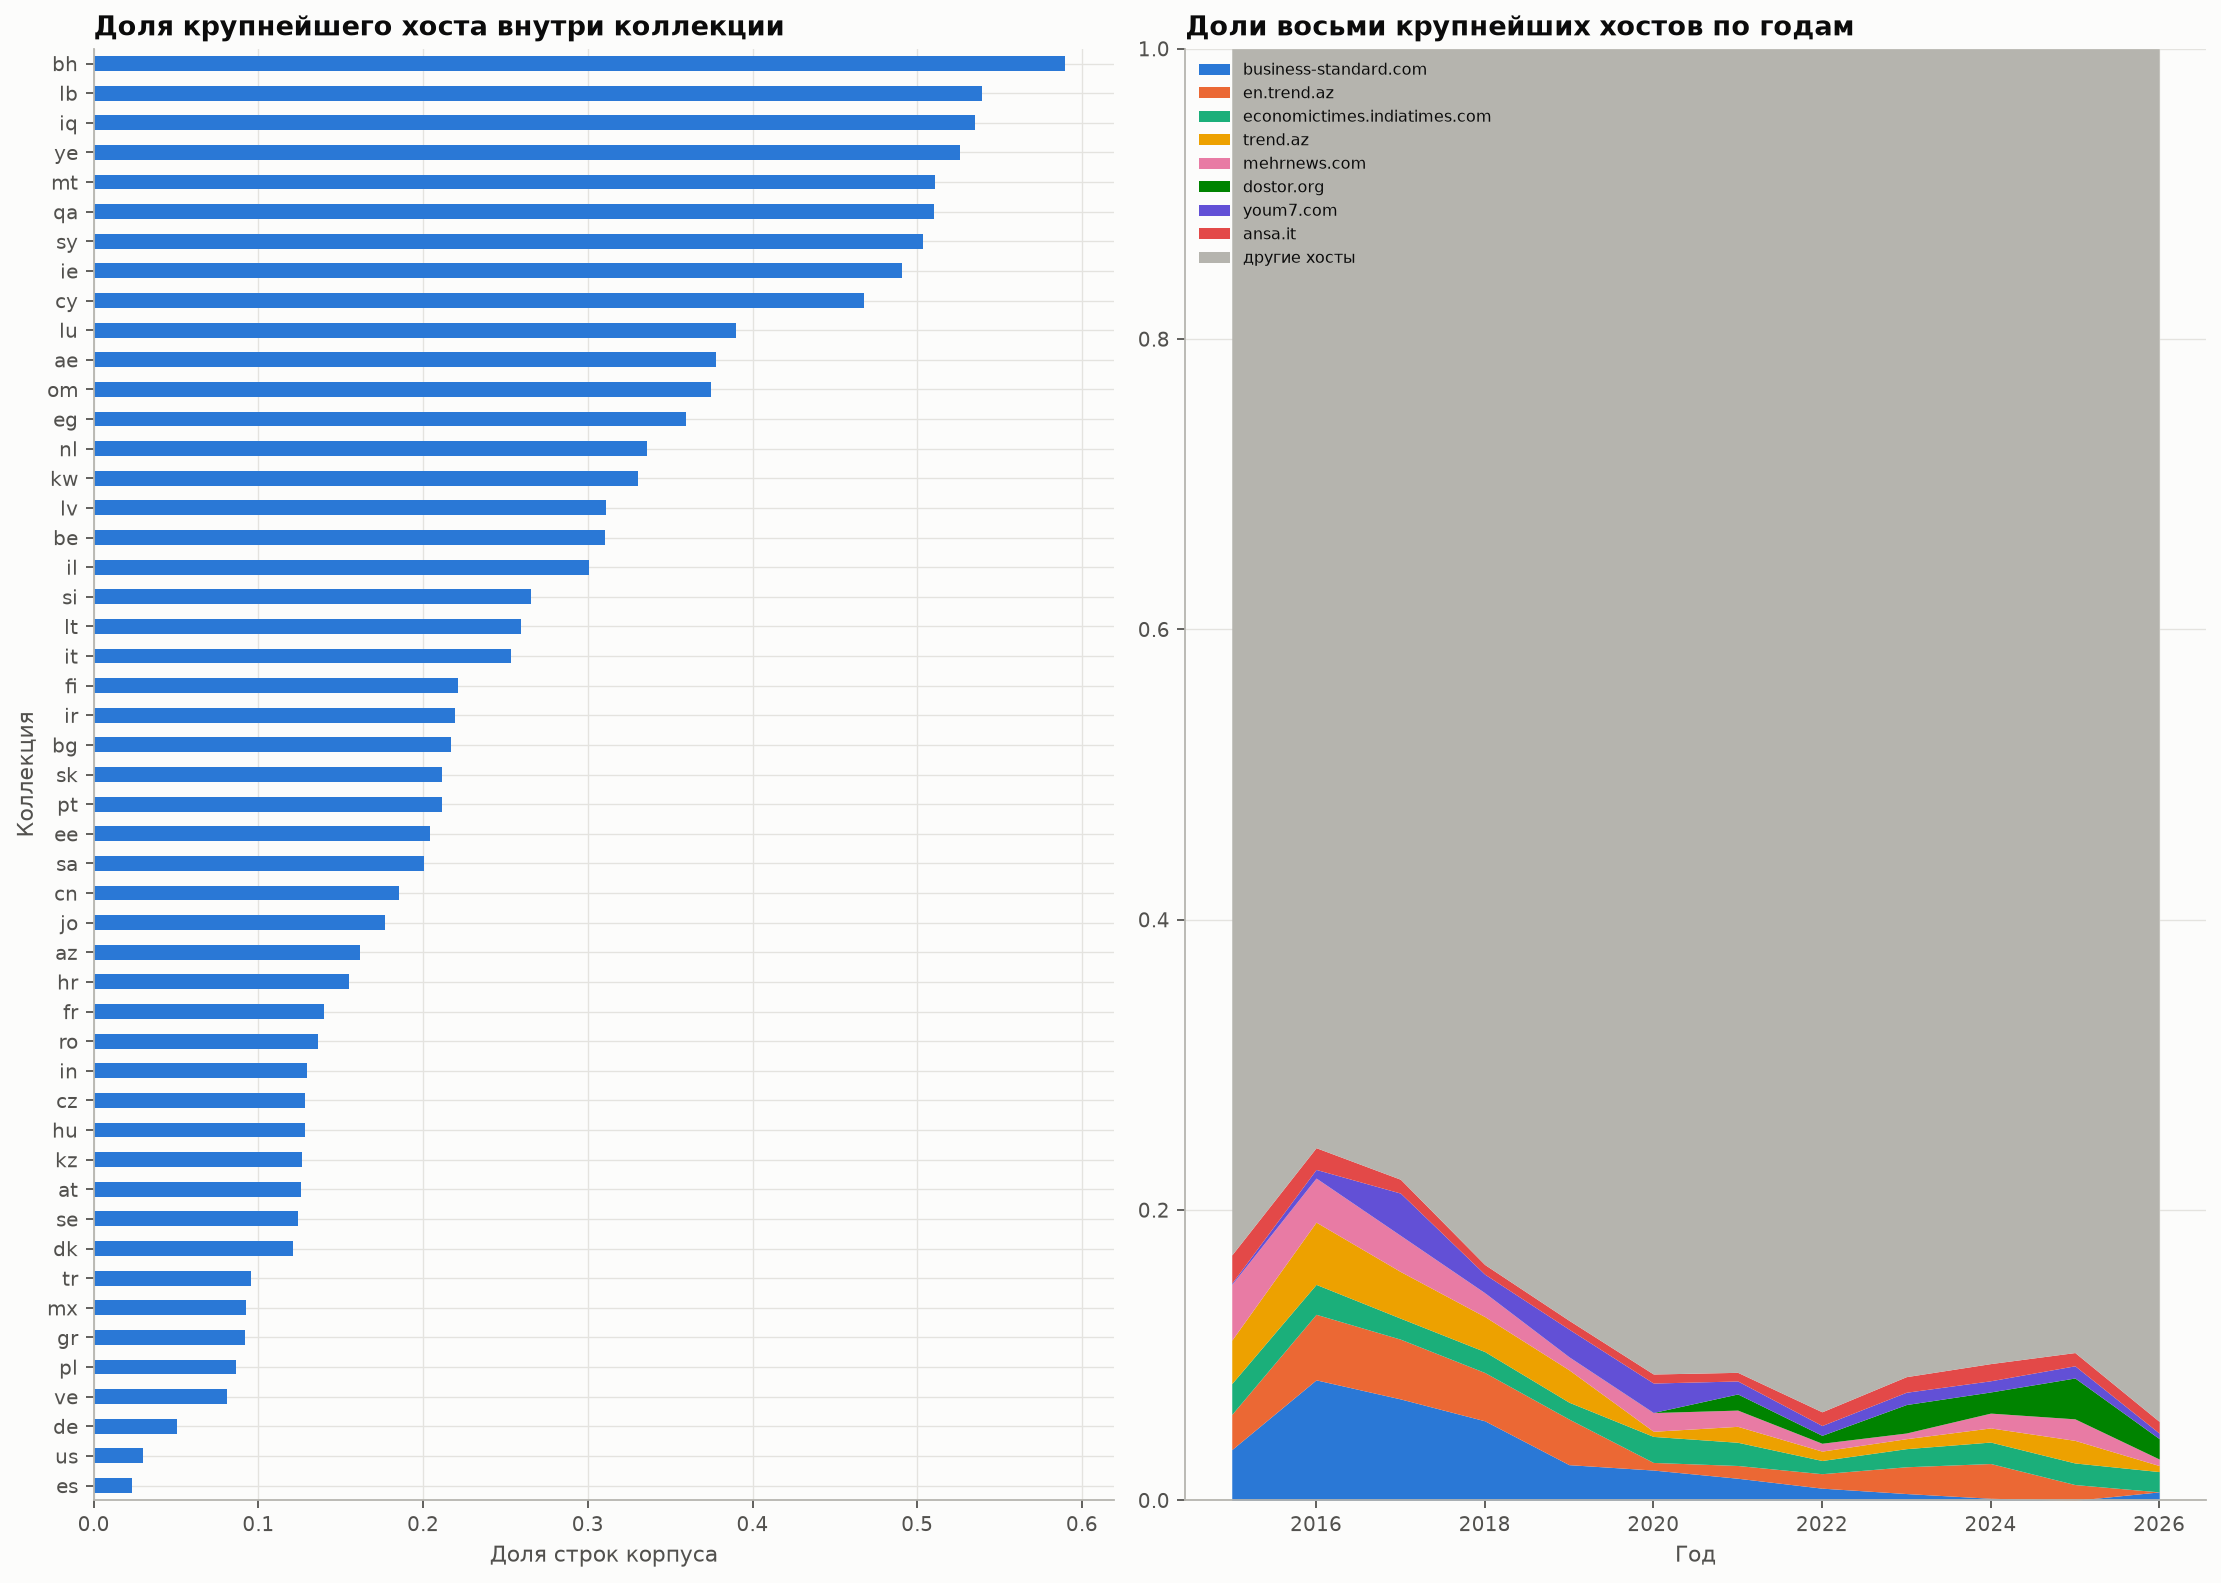 Доля крупнейшего хоста внутри коллекции
bh
lb
iq
ye
mt
qa
sy
ie
cy
lu
ae
om
eg
nl
kw
lv
be
il
si
lt
it
fi
ir
bg
sk
pt
ee
sa
cn
jo
az
hr
fr
ro
in
cz
hu
kz
at
se
dk
tr
mx
gr
pl
ve
de
us
es
Коллекция
0.0 0.1 0.2 0.3 0.4 0.5 0.6
Доля строк корпуса
Доли восьми крупнейших хостов по годам
1.0
0.8
0.6
0.4
0.2
0.0
business-standard.com
en.trend.az
economictimes.indiatimes.com
trend.az
mehrnews.com
dostor.org
youm7.com
ansa.it
другие хосты
2016 2018 2020 2022 2024 2026
Год